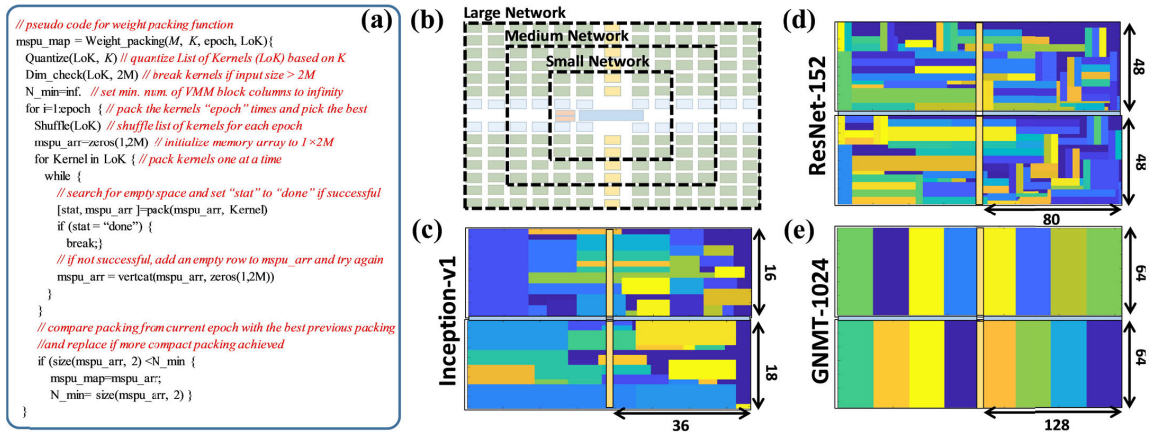 // pseudo code for weight packing function
(a)
mspu_map = Weight_packing(M, K, epoch, LoK){
Quantize(LoK, K) // quantize List of Kernels (LoK) based on K
Dim_check(LoK, 2M) // break kernels if input size > 2M
N_min=inf. // set min. num. of VMM block columns to infinity
for i=1:epoch { // pack the kernels “epoch” times and pick the best
Shuffle(LoK) // shuffle list of kernels for each epoch
mspu_arr=zeros(1,2M) // initialize memory array to 1×2M
for Kernel in LoK { // pack kernels one at a time
while {
// search for empty space and set “stat” to “done” if successful
[stat, mspu_arr ]=pack(mspu_arr, Kernel)
if (stat = “done”) {
break;}
// if not successful, add an empty row to mspu_arr and try again
mspu_arr = vertcat(mspu_arr, zeros(1,2M))
}
}
// compare packing from current epoch with the best previous packing
//and replace if more compact packing achieved
if (size(mspu_arr, 2) <N_min {
mspu_map=mspu_arr;
N_min= size(mspu_arr, 2) }
}
(b)
Large Network
Medium Network
Small Network
(c)
Inception-v1
16
18
36
(d)
ResNet-152
48
48
80
(e)
GNMT-1024
64
64
128